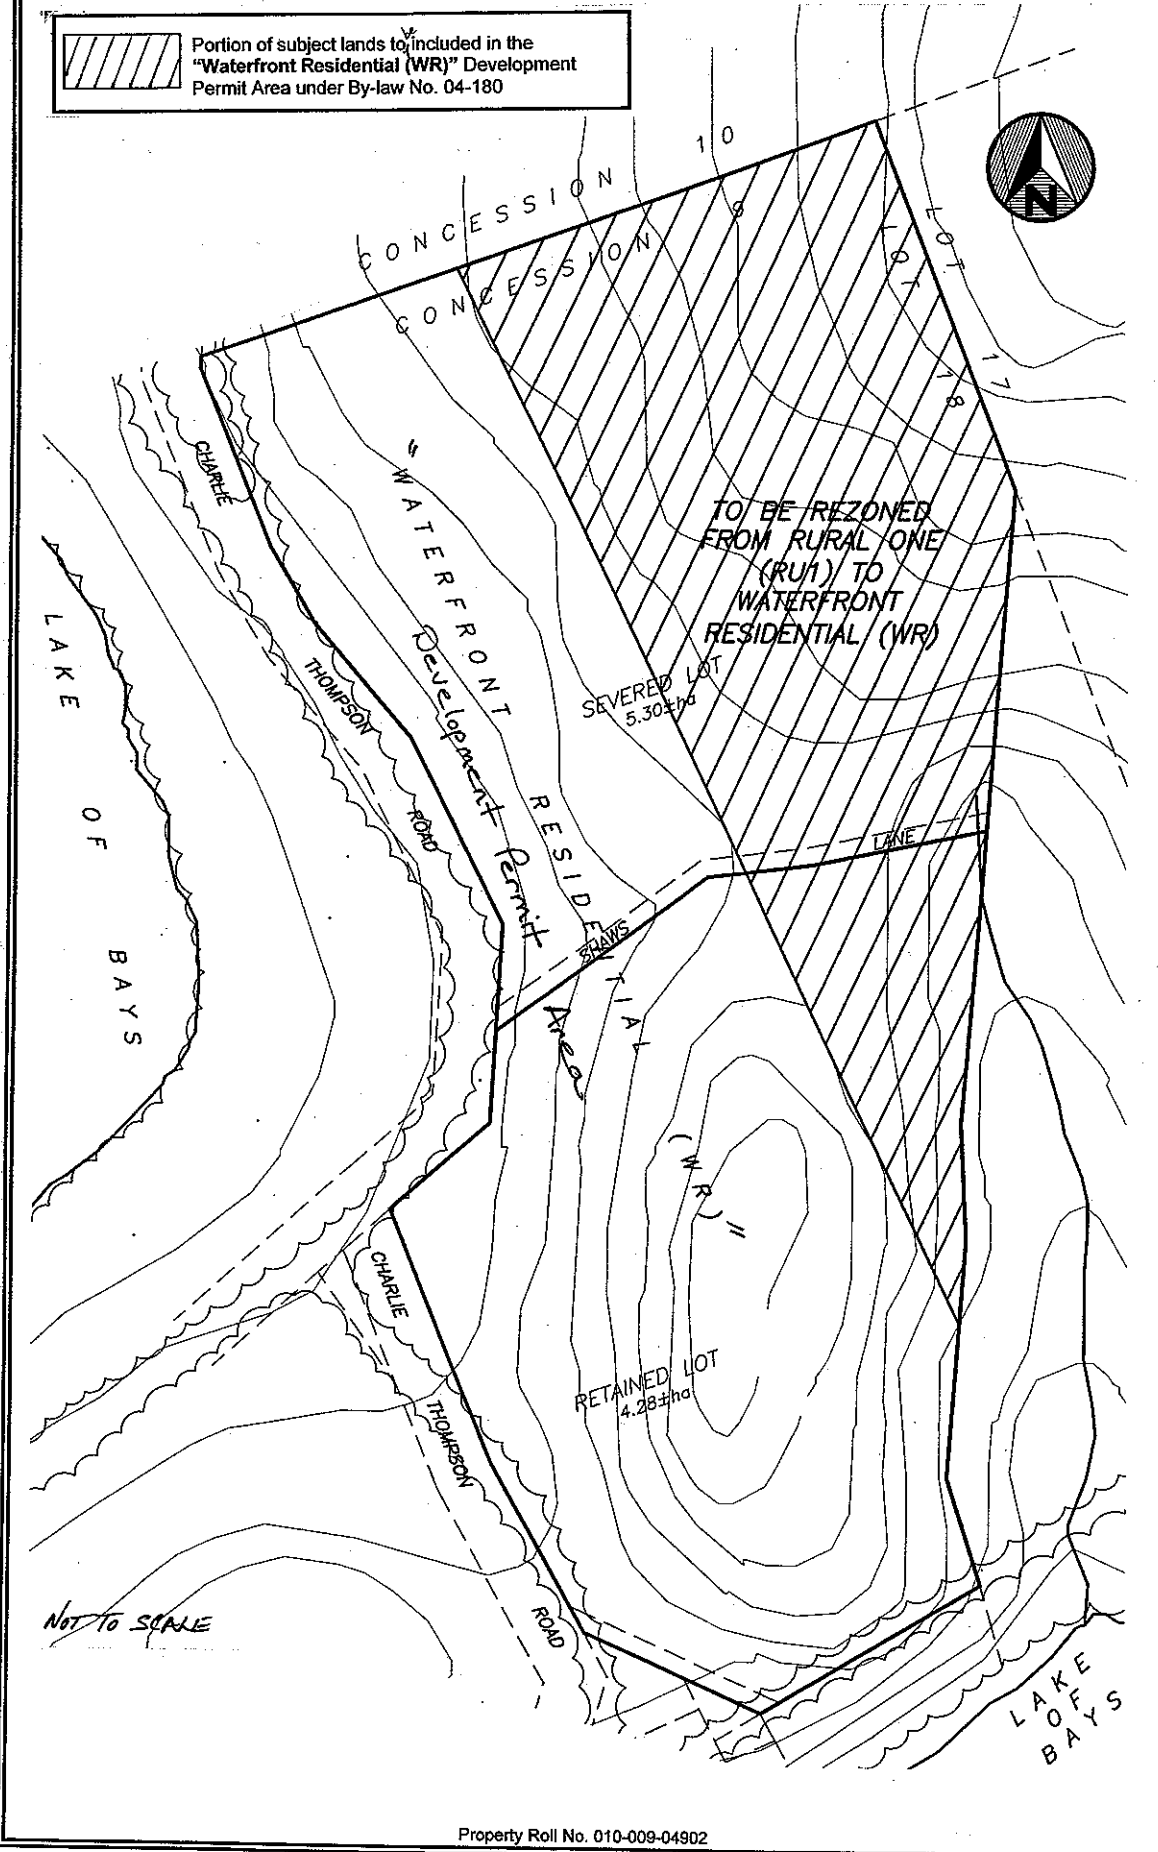 Portion of subject lands to be included in the
"Waterfront Residential (WR)" Development
Permit Area under By-law No. 04-180
N
CONCESSION 10
CONCESSION 9
LOT 17
LOT 18
CHARLIE THOMPSON ROAD
"WATERFRONT RESIDENTIAL (WR)"
Development Permit Area
TO BE REZONED
FROM RURAL ONE
(RU1) TO
WATERFRONT
RESIDENTIAL (WR)
SEVERED LOT
5.30±ha
LAKE OF BAYS
SHAWS LANE
CHARLIE THOMPSON ROAD
RETAINED LOT
4.28±ha
NOT TO SCALE
LAKE
OF
BAYS
Property Roll No. 010-009-04902